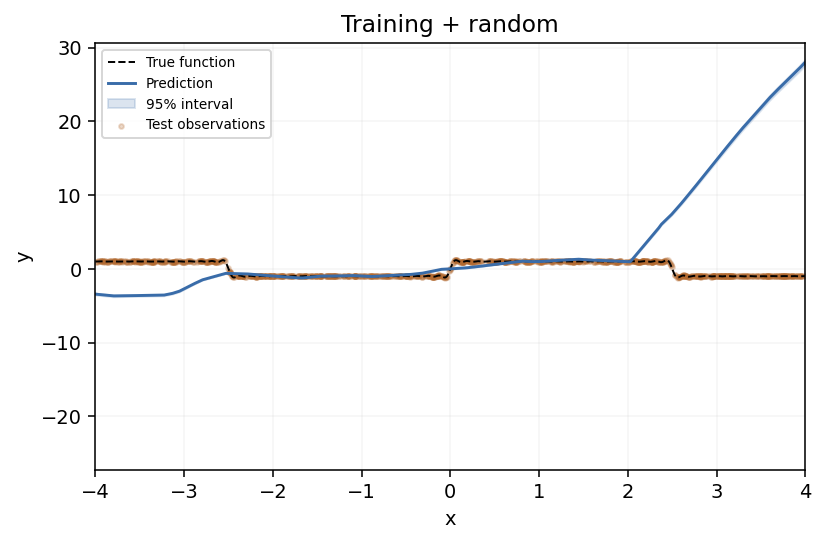 Training + random
True function
Prediction
95% interval
Test observations
30
20
10
0
−10
−20
y
−4
−3
−2
−1
0
1
2
3
4
x